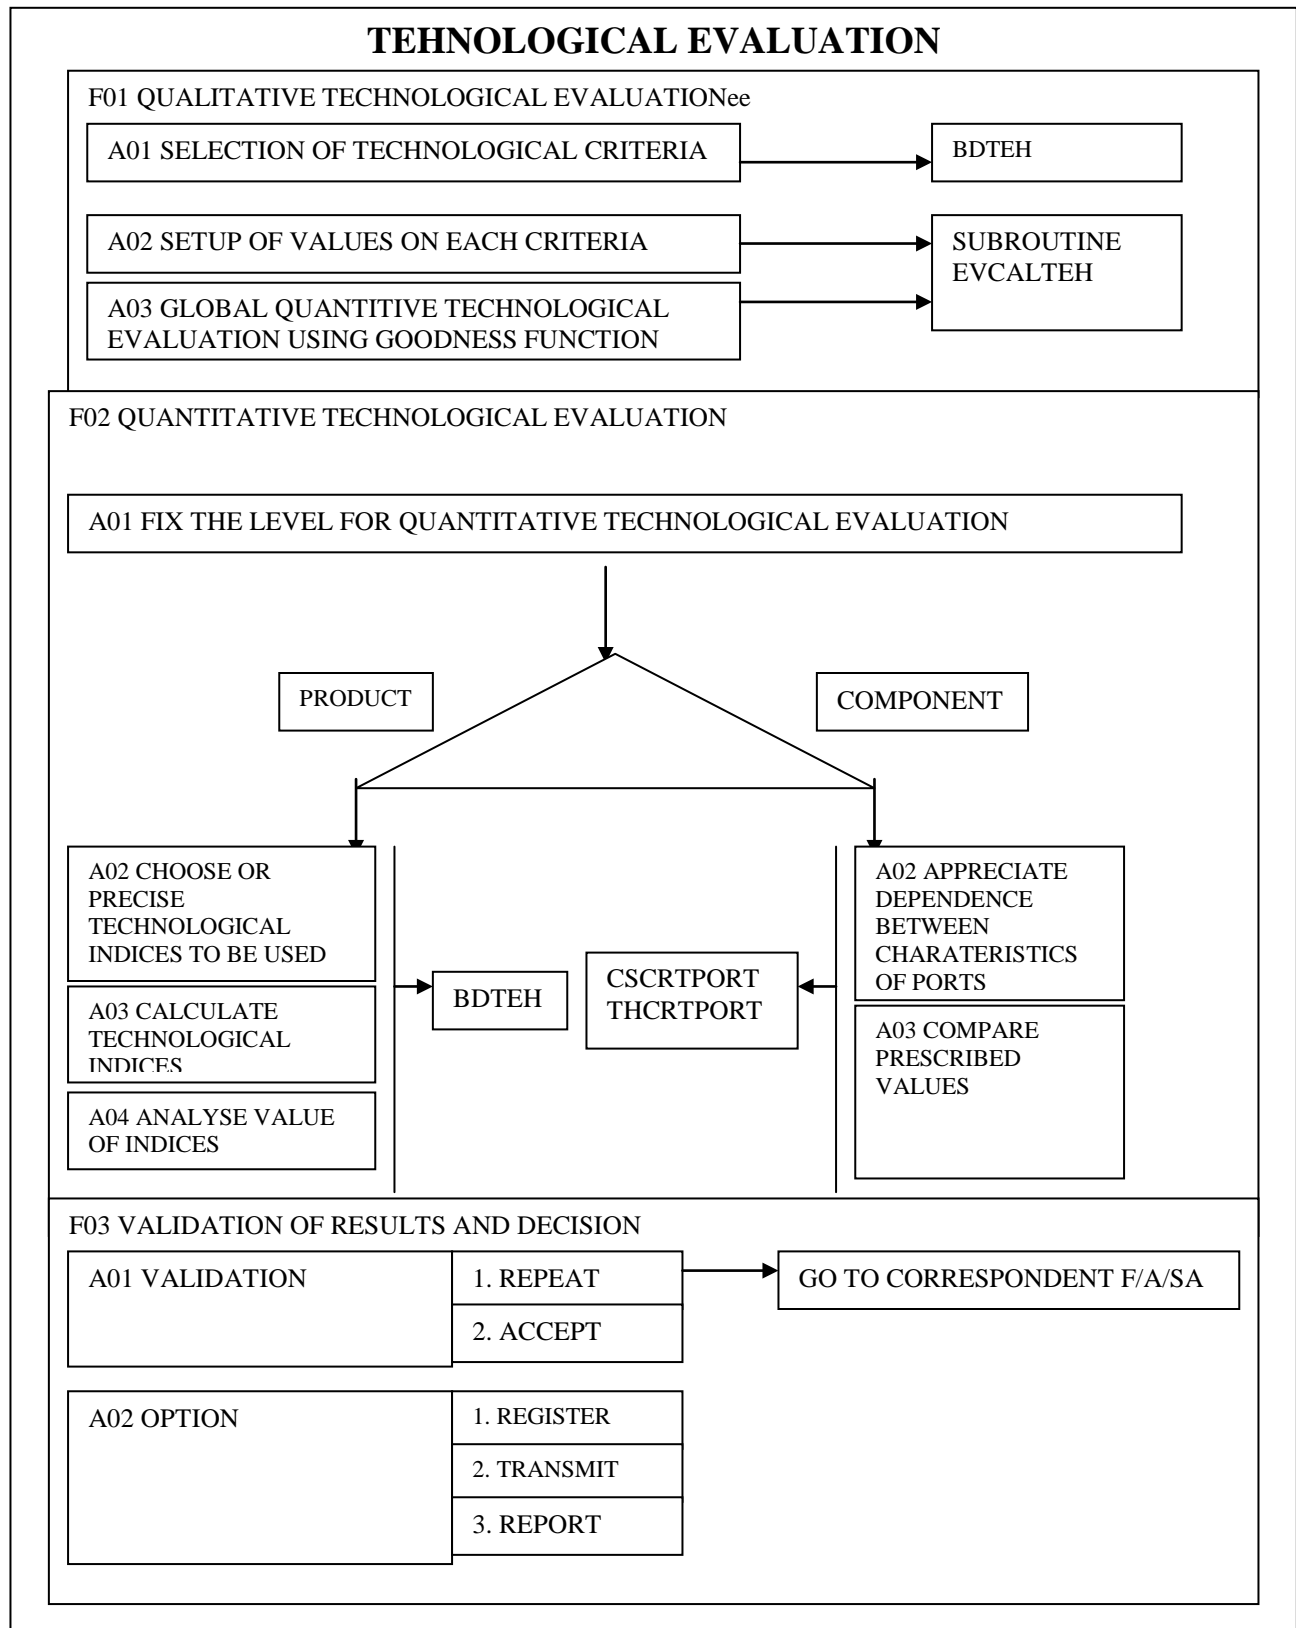 TEHNOLOGICAL EVALUATION
F01 QUALITATIVE TECHNOLOGICAL EVALUATIONee
A01 SELECTION OF TECHNOLOGICAL CRITERIA
BDTEH
A02 SETUP OF VALUES ON EACH CRITERIA
SUBROUTINE
EVCALTEH
A03 GLOBAL QUANTITIVE TECHNOLOGICAL
EVALUATION USING GOODNESS FUNCTION
F02 QUANTITATIVE TECHNOLOGICAL EVALUATION
A01 FIX THE LEVEL FOR QUANTITATIVE TECHNOLOGICAL EVALUATION
PRODUCT
COMPONENT
A02 CHOOSE OR
PRECISE
TECHNOLOGICAL
INDICES TO BE USED
A03 CALCULATE
TECHNOLOGICAL
INDICES
A04 ANALYSE VALUE
OF INDICES
BDTEH
CSCRTPORT
THCRTPORT
A02 APPRECIATE
DEPENDENCE
BETWEEN
CHARATERISTICS
OF PORTS
A03 COMPARE
PRESCRIBED
VALUES
F03 VALIDATION OF RESULTS AND DECISION
A01 VALIDATION
1. REPEAT
GO TO CORRESPONDENT F/A/SA
2. ACCEPT
A02 OPTION
1. REGISTER
2. TRANSMIT
3. REPORT